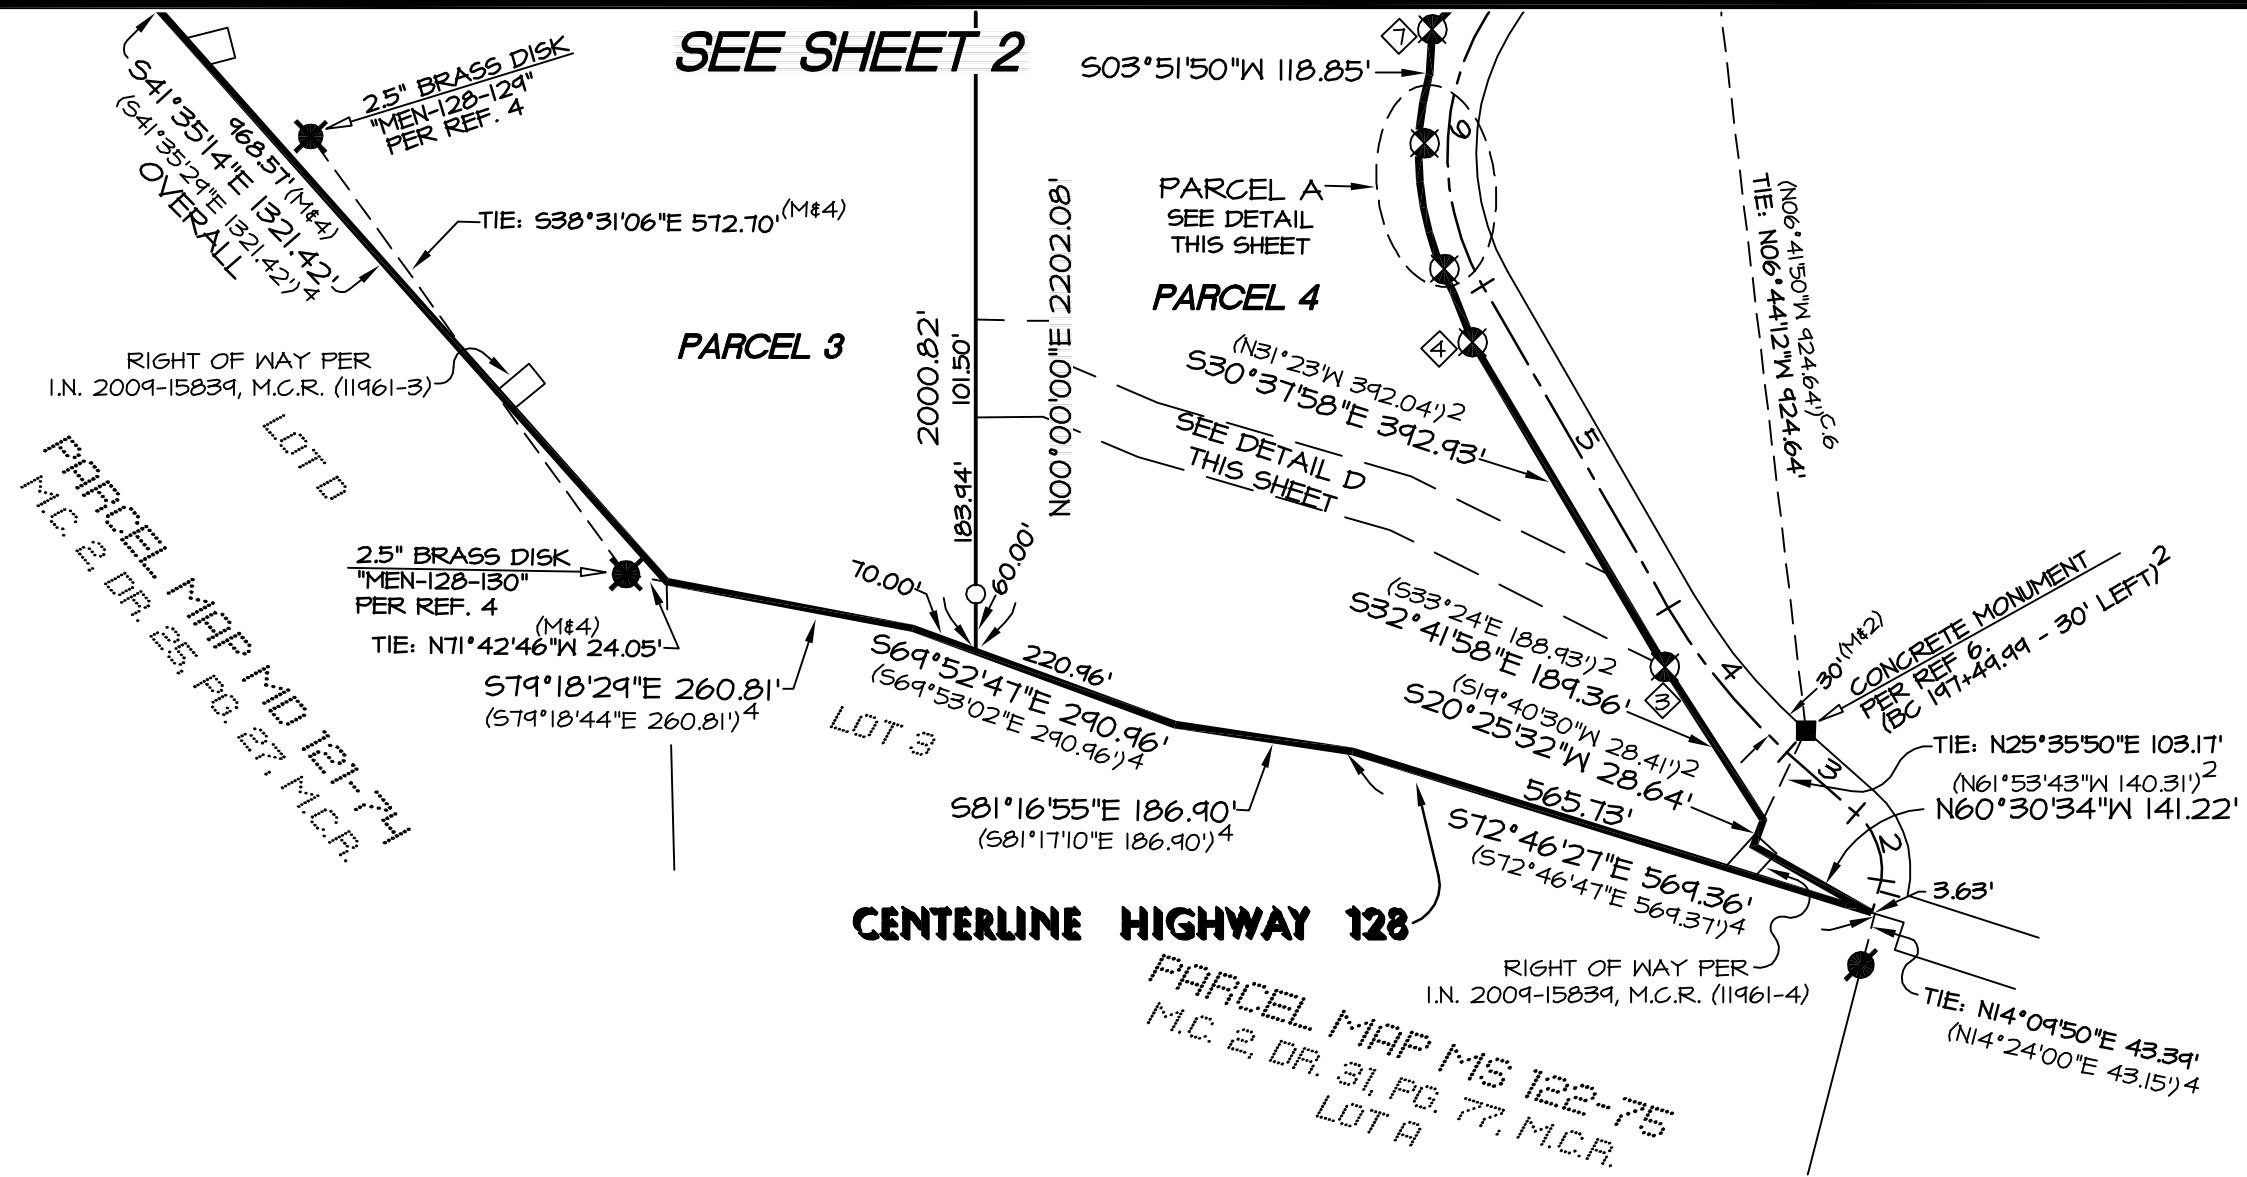 SEE SHEET 2
S41°35'14"E 1321.42'
(S41°35'29"E 1321.42')4
OVERALL
968.57' (M&4)
2.5" BRASS DISK
"MEN-128-129"
PER REF. 4
TIE: S38°31'06"E 572.70' (M&4)
RIGHT OF WAY PER
I.N. 2009-15839, M.C.R. (11961-3)
PARCEL 3
LOT D
PARCEL MAP MD 121-74
M.C. 2, DR. 26, PG. 27, M.C.R.
2.5" BRASS DISK
"MEN-128-130"
PER REF. 4
(M&4)
TIE: N71°42'46"W 24.05'
S79°18'29"E 260.81'
(S79°18'44"E 260.81')4
2000.82'
101.50'
183.94'
N00°00'00"E 2202.08'
70.00'
60.00'
220.96'
S69°52'47"E 290.96'
(S69°53'02"E 290.96')4
LOT 3
S81°16'55"E 186.90'
(S81°17'10"E 186.90')4
CENTERLINE HIGHWAY 128
S03°51'50"W 118.85'
7
6
PARCEL A
SEE DETAIL
THIS SHEET
PARCEL 4
4
(N31°23'W 392.04')2
S30°37'58"E 392.93'
SEE DETAIL D
THIS SHEET
5
(N06°41'50"W 924.64')C.6
TIE: N06°44'12"W 924.64'
(S33°24'E 188.93')2
S32°41'58"E 189.36'
3
4
(S19°40'30"W 28.41')2
S20°25'32"W 28.64'
30' (M&2)
CONCRETE MONUMENT
PER REF 6.
(BC 197+49.99 - 30' LEFT)2
TIE: N25°35'50"E 103.17'
(N61°53'43"W 140.31')2
N60°30'34"W 141.22'
3
2
565.73'
S72°46'27"E 569.36'
(S72°46'47"E 569.37')4
3.63'
RIGHT OF WAY PER
I.N. 2009-15839, M.C.R. (11961-4)
TIE: N14°09'50"E 43.39'
(N14°24'00"E 43.15')4
PARCEL MAP MS 122-75
M.C. 2, DR. 31, PG. 77, M.C.R.
LOT A